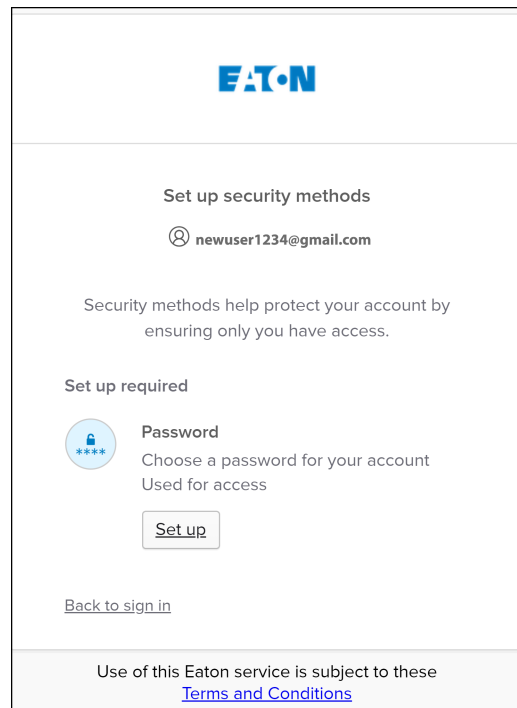 EATON
Set up security methods
newuser1234@gmail.com
Security methods help protect your account by
ensuring only you have access.
Set up required
****
Password
Choose a password for your account
Used for access
Set up
Back to sign in
Use of this Eaton service is subject to these
Terms and Conditions